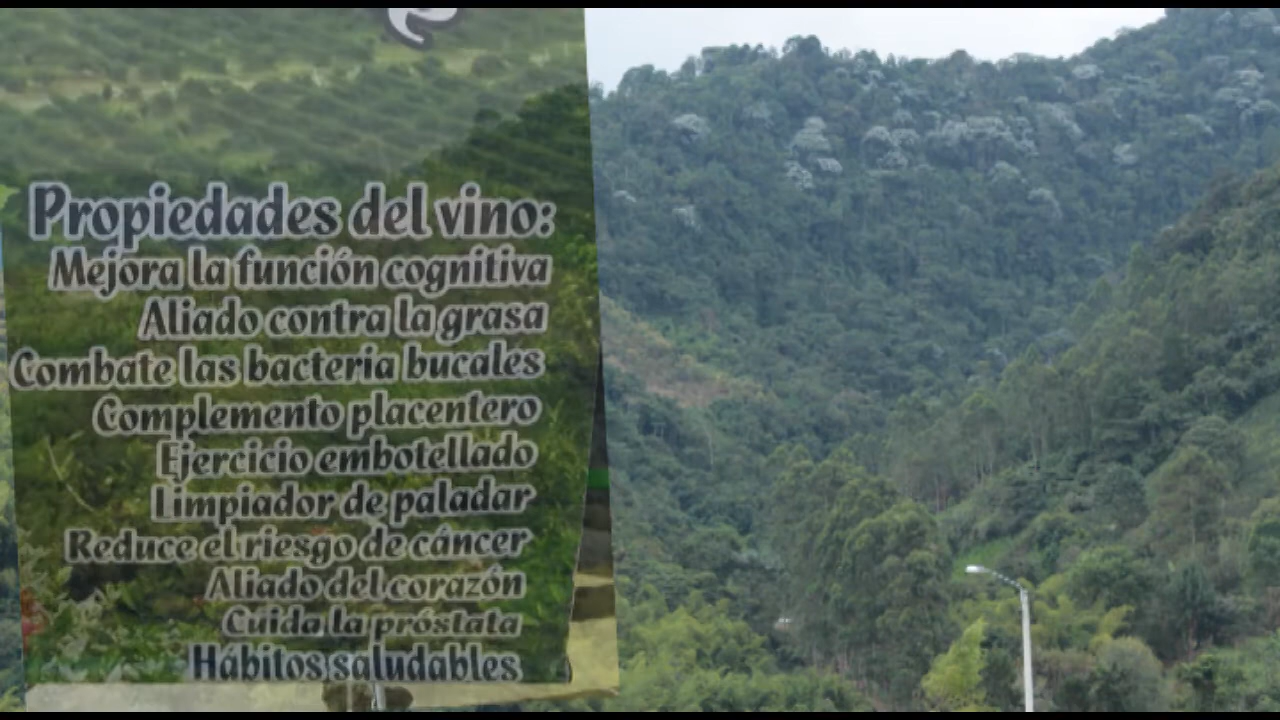 Propiedades del vino:
Mejora la función cognitiva
Aliado contra la grasa
Combate las bacteria bucales
Complemento placentero
Ejercicio embotellado
Limpiador de paladar
Reduce el riesgo de cáncer
Aliado del corazón
Cuida la próstata
Hábitos saludables